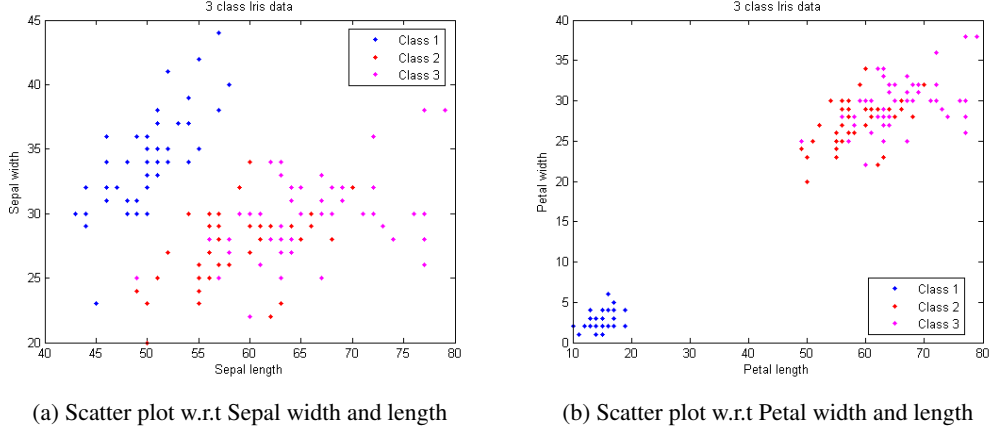 3 class Iris data
Sepal width
45
40
35
30
25
20
Class 1
Class 2
Class 3
40 45 50 55 60 65 70 75 80
Sepal length
(a) Scatter plot w.r.t Sepal width and length
3 class Iris data
Petal width
40
35
30
25
20
15
10
5
0
Class 1
Class 2
Class 3
10 20 30 40 50 60 70 80
Petal length
(b) Scatter plot w.r.t Petal width and length